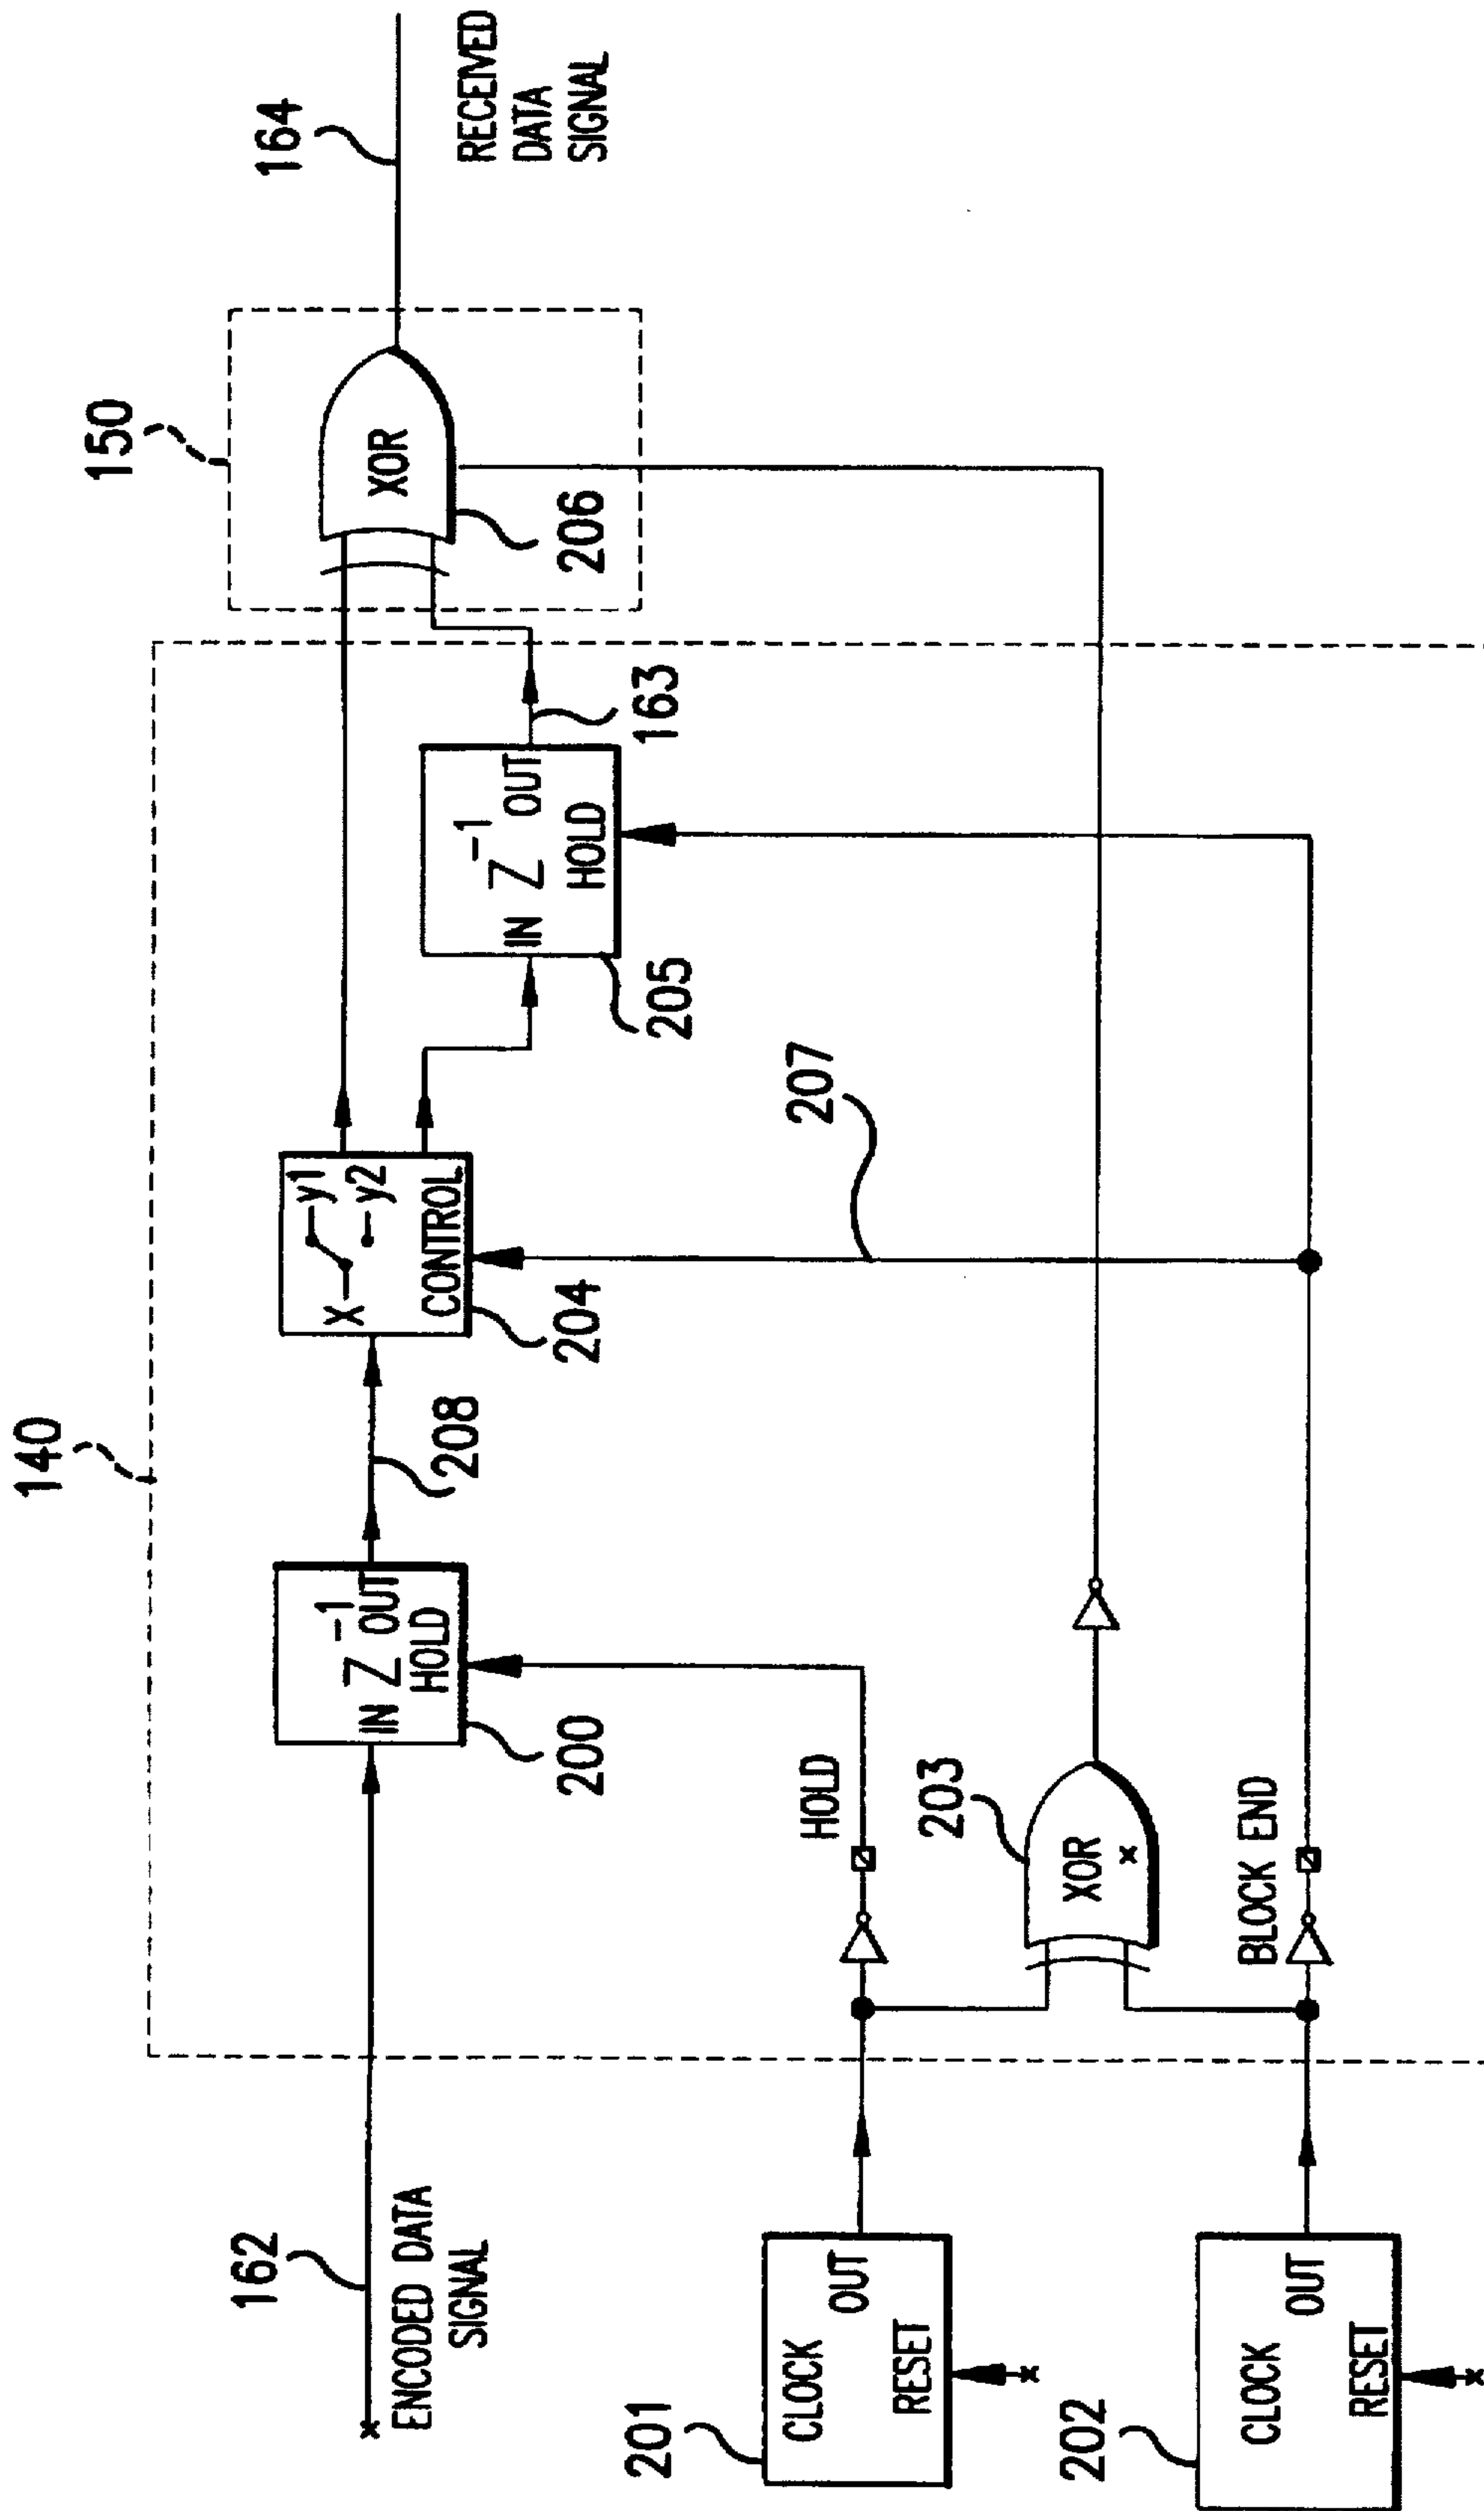 140
150
164
RECEIVED
DATA
SIGNAL
162
ENCODED DATA
SIGNAL
IN Z⁻¹ OUT
HOLD
200
208
X y1
y2
CONTROL
204
IN Z⁻¹ OUT
HOLD
205
163
XOR
206
207
201
CLOCK
OUT
RESET
x
HOLD
203
XOR
x
BLOCK END
202
CLOCK
OUT
RESET
x
x